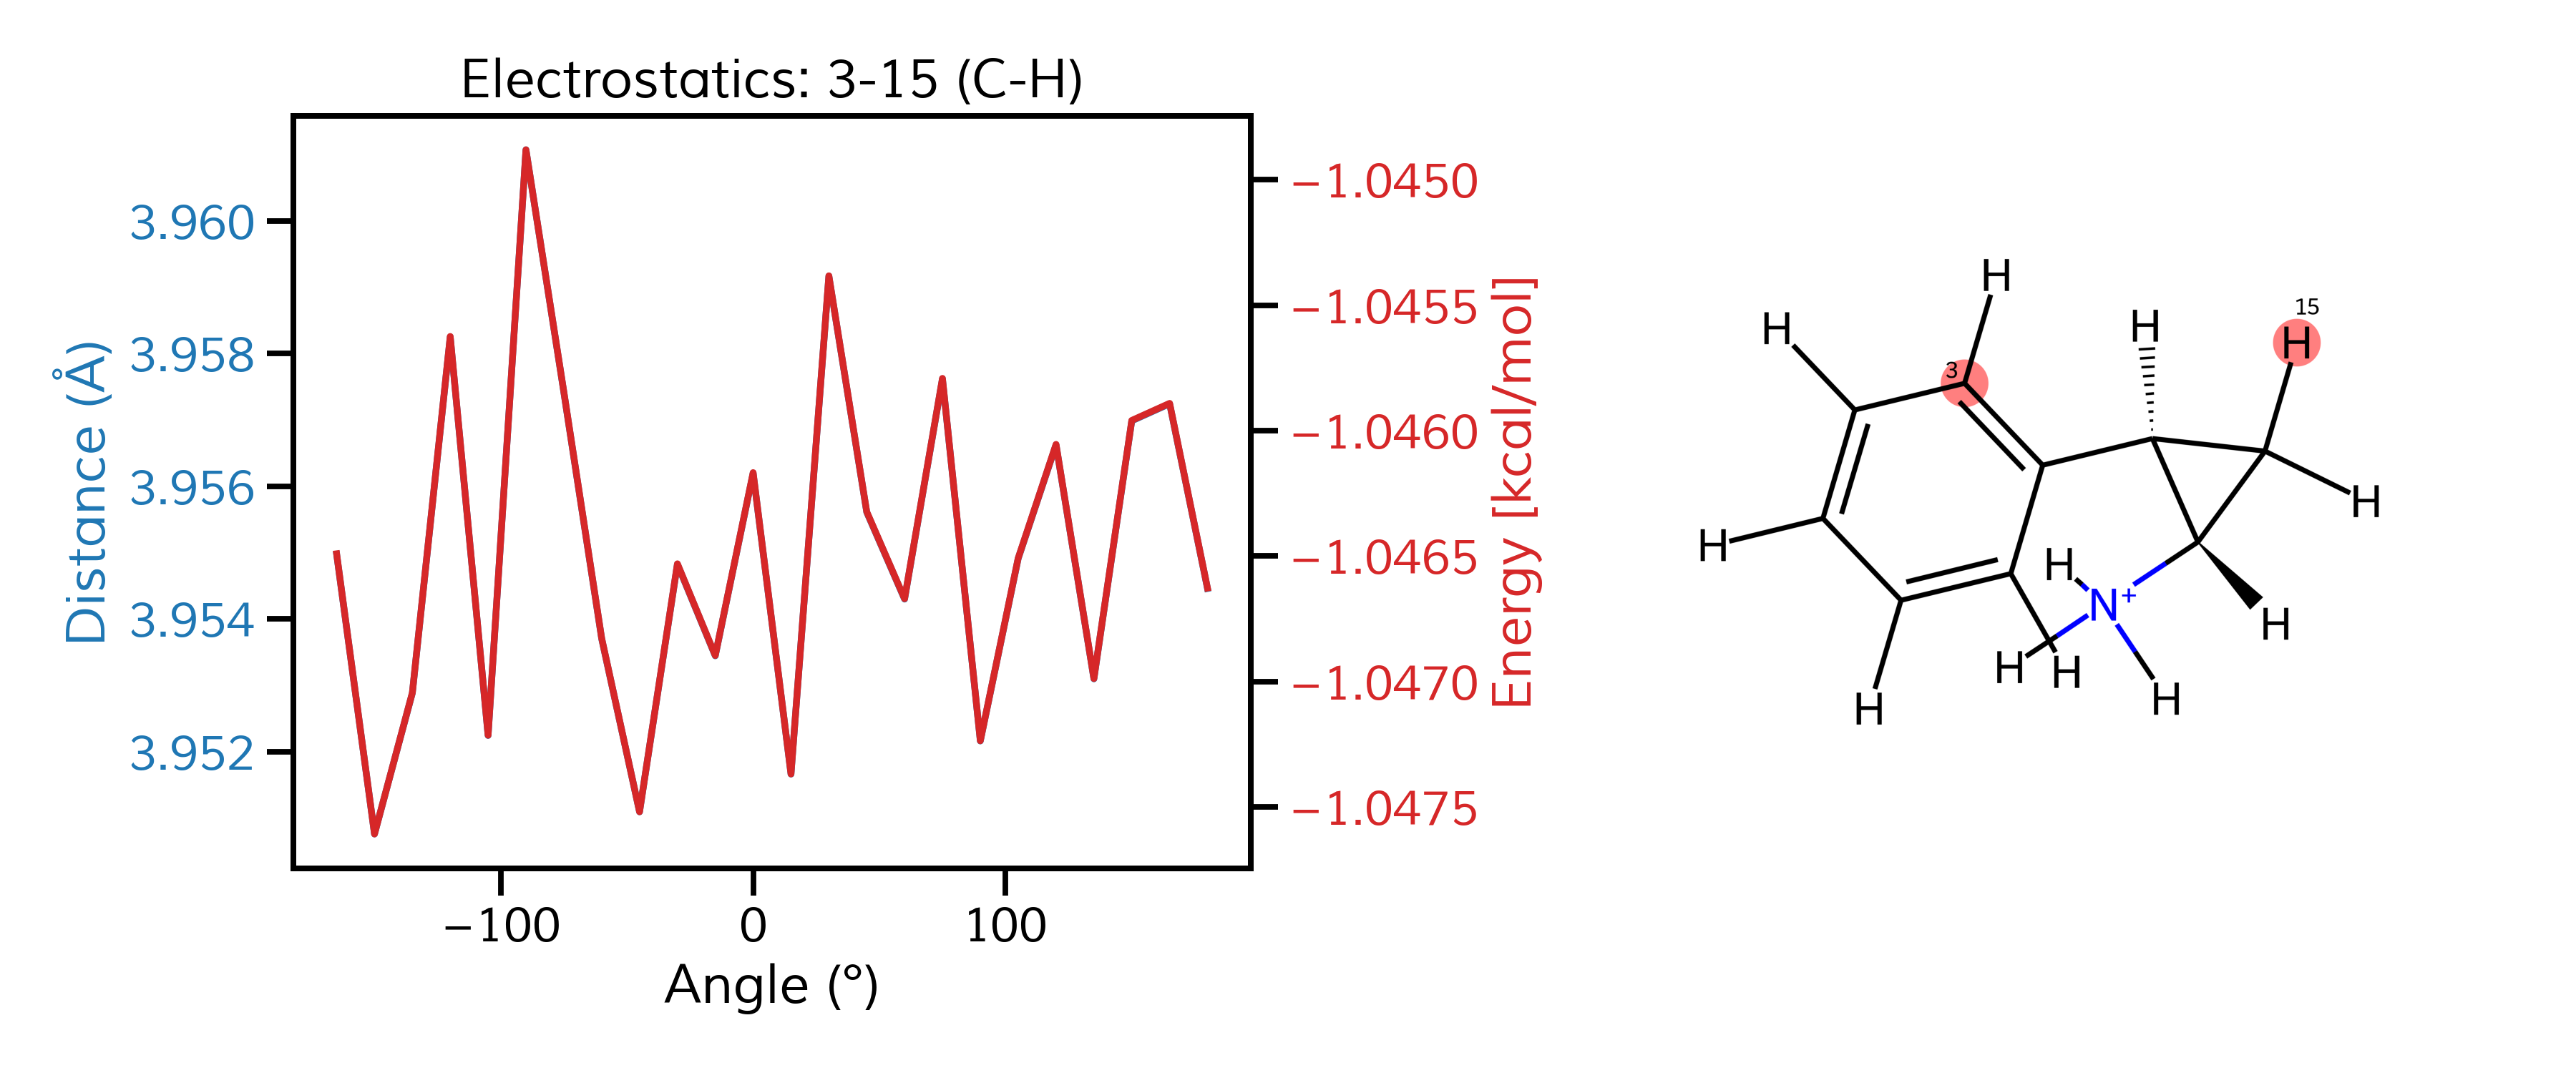 Electrostatics: 3-15 (C-H)
Distance (Å)
3.960
3.958
3.956
3.954
3.952
−100
0
100
Angle (°)
−1.0450
−1.0455
−1.0460
−1.0465
−1.0470
−1.0475
Energy [kcal/mol]
H
15
H
H
H
3
H
H
H
H
N+
H
H
H
H
H